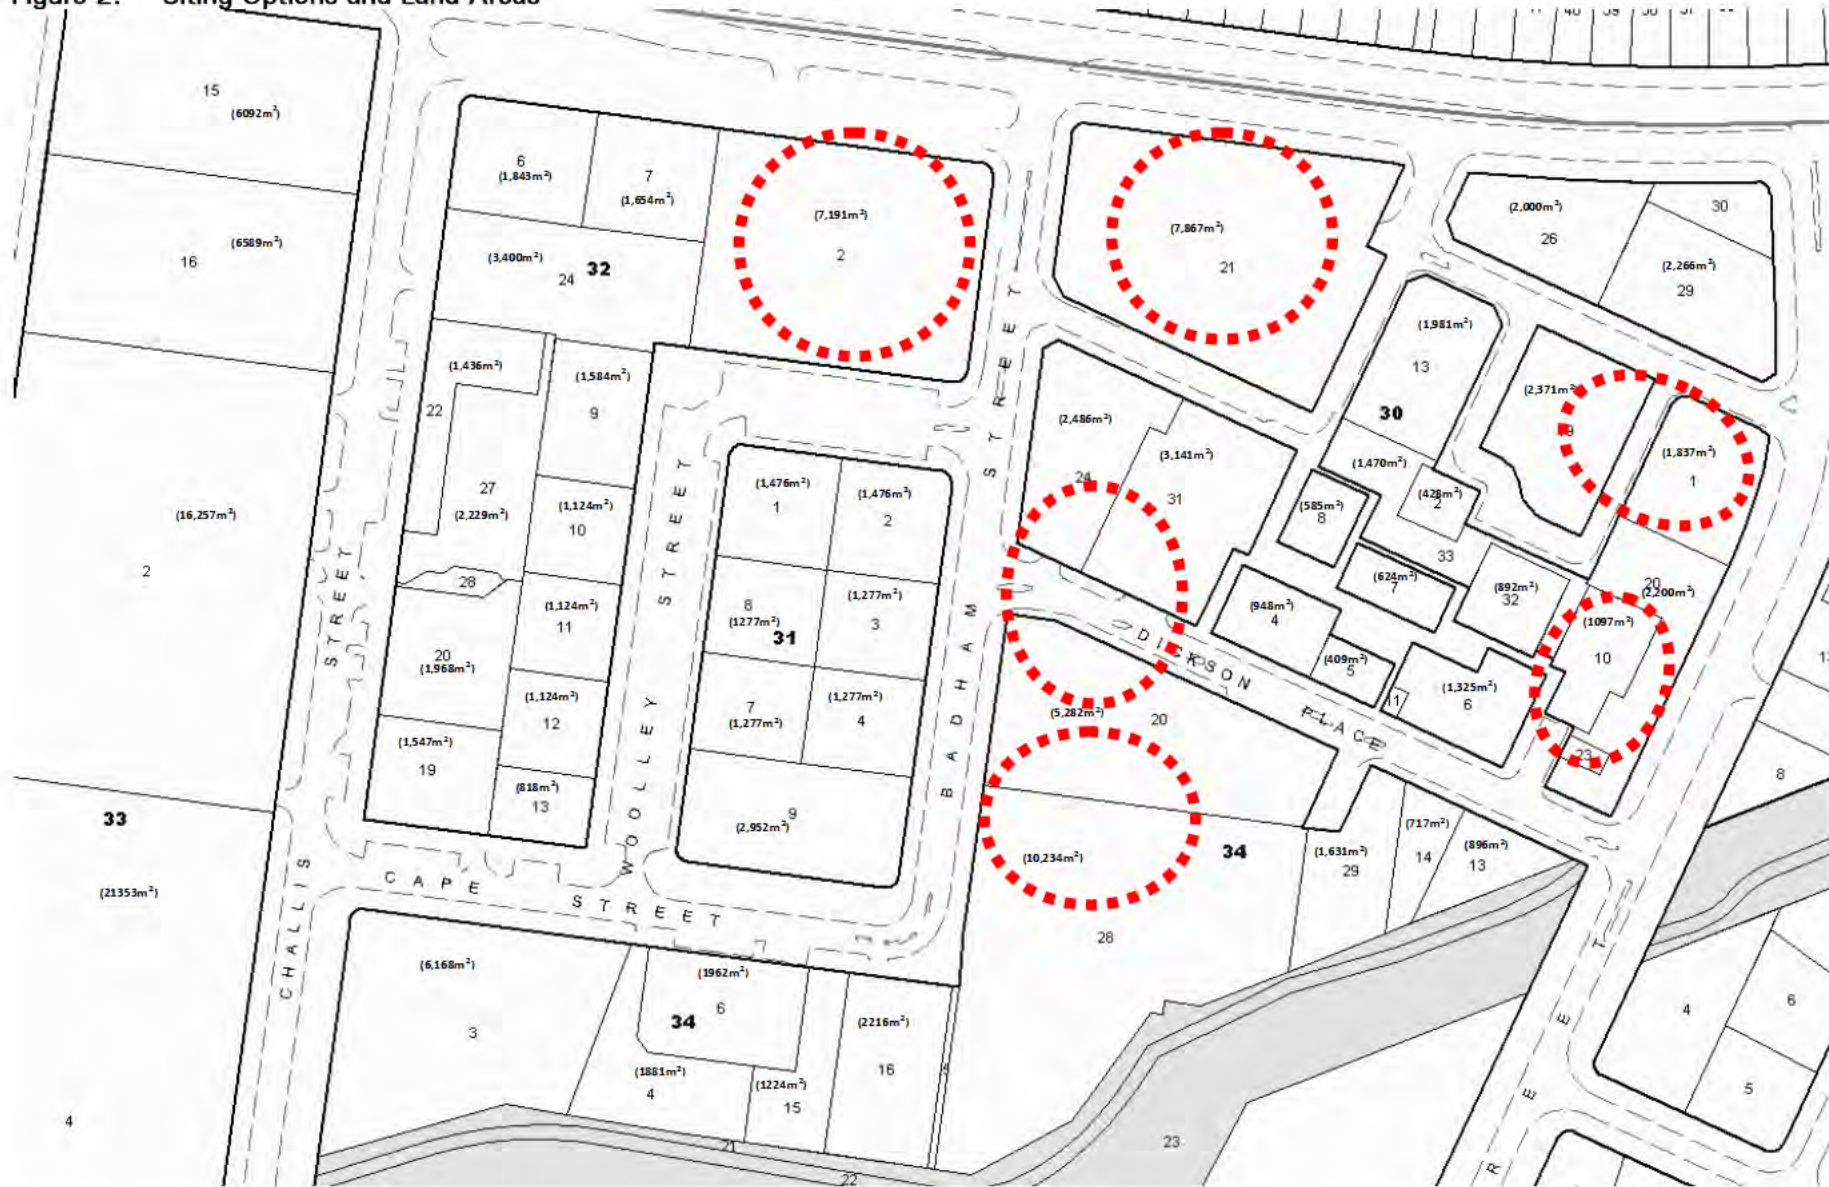 Figure 2: Siting Options and Land Areas
40 39 38 37
15
(6092m²)
16
(6589m²)
6
(1,843m²)
7
(1,654m²)
(7,191m²)
2
(3,400m²)
24
32
(7,867m²)
21
(2,000m²)
26
30
(2,266m²)
29
(1,436m²)
22
(1,584m²)
9
27
(2,229m²)
(1,124m²)
10
28
(1,124m²)
11
20
(1,968m²)
(1,124m²)
12
(1,547m²)
19
(818m²)
13
(16,257m²)
2
33
(21353m²)
4
(1,476m²)
1
(1,476m²)
2
8
(1277m²)
31
(1,277m²)
3
7
(1,277m²)
(1,277m²)
4
9
(2,952m²)
(2,486m²)
24
(3,141m²)
31
(1,981m²)
13
30
(1,470m²)
(428m²)
2
(585m²)
8
33
(624m²)
7
(892m²)
32
(948m²)
4
(409m²)
5
11
(1,325m²)
6
(2,371m²)
19
(1,837m²)
1
20
(2,200m²)
(1097m²)
10
23
(5,282m²)
20
(10,234m²)
34
28
(1,631m²)
29
(717m²)
14
(896m²)
13
8
4
6
5
(6,168m²)
3
(1962m²)
6
34
(1881m²)
4
(1224m²)
15
(2216m²)
16
21
22
23
CHALLIS STREET
WOOLLEY STREET
BADHAM STREET
CAPE STREET
DICKSON PLACE
R E E T